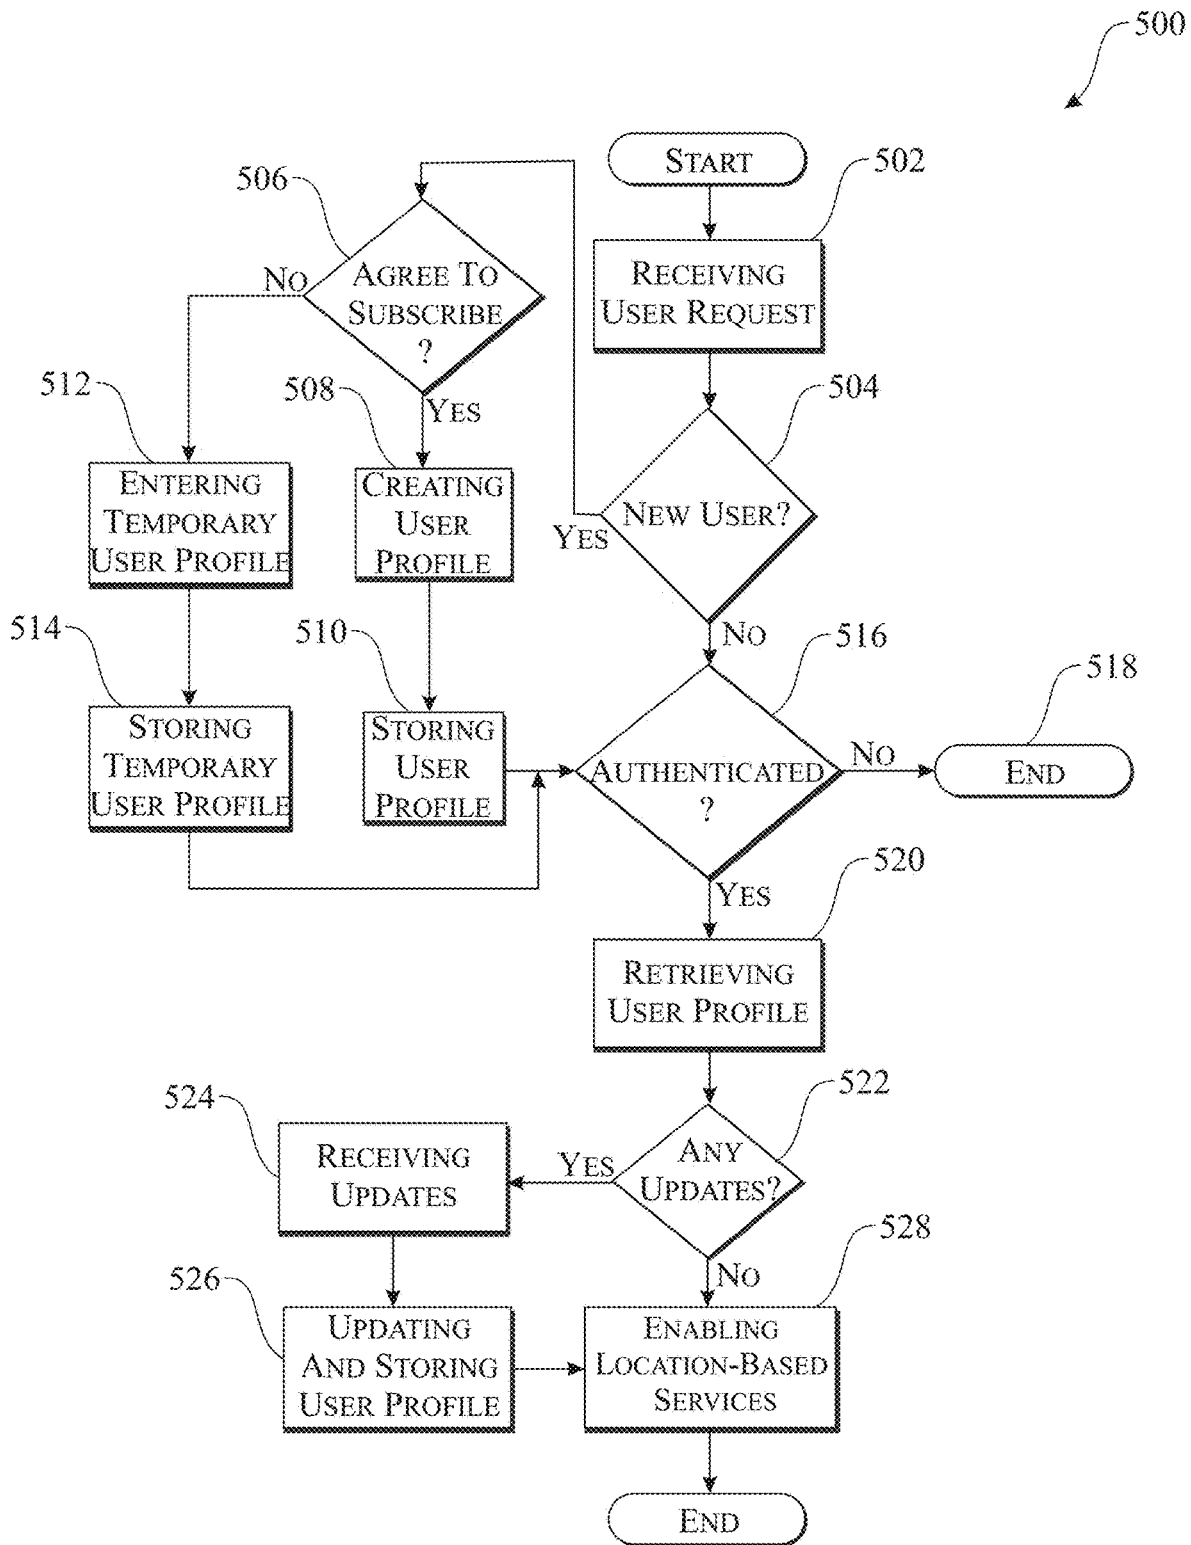 500
START
502
RECEIVING
USER REQUEST
506
AGREE TO
SUBSCRIBE
?
NO
YES
504
NEW USER?
YES
NO
512
ENTERING
TEMPORARY
USER PROFILE
508
CREATING
USER
PROFILE
514
STORING
TEMPORARY
USER PROFILE
510
STORING
USER
PROFILE
516
AUTHENTICATED
?
NO
518
END
YES
520
RETRIEVING
USER PROFILE
522
ANY
UPDATES?
YES
NO
524
RECEIVING
UPDATES
526
UPDATING
AND STORING
USER PROFILE
528
ENABLING
LOCATION-BASED
SERVICES
END